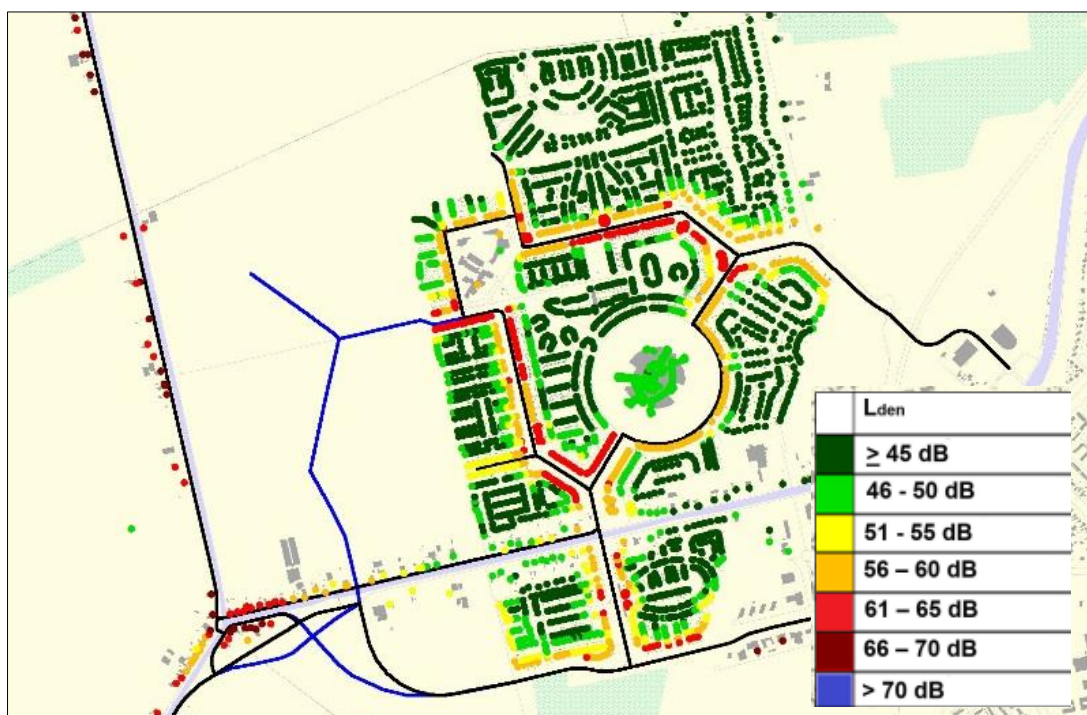 Lden
≥ 45 dB
46 - 50 dB
51 - 55 dB
56 – 60 dB
61 – 65 dB
66 – 70 dB
> 70 dB